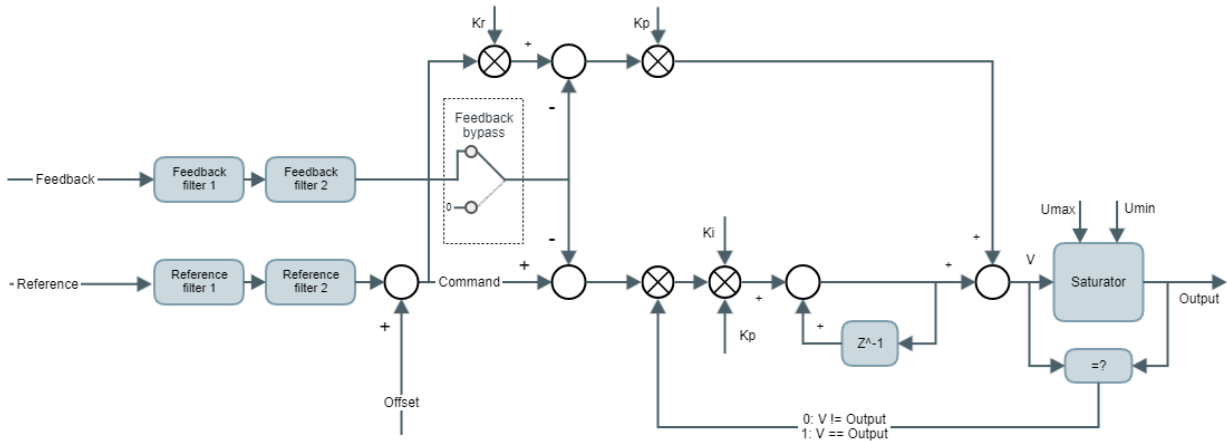 Kr
Kp
+
+
-
Feedback
bypass
Feedback
Feedback
filter 1
Feedback
filter 2
0
Umax
Umin
-
Ki
+
V
Reference
Reference
filter 1
Reference
filter 2
Command
+
+
+
Saturator
Output
+
Kp
+
Z^-1
=?
Offset
0: V != Output
1: V == Output